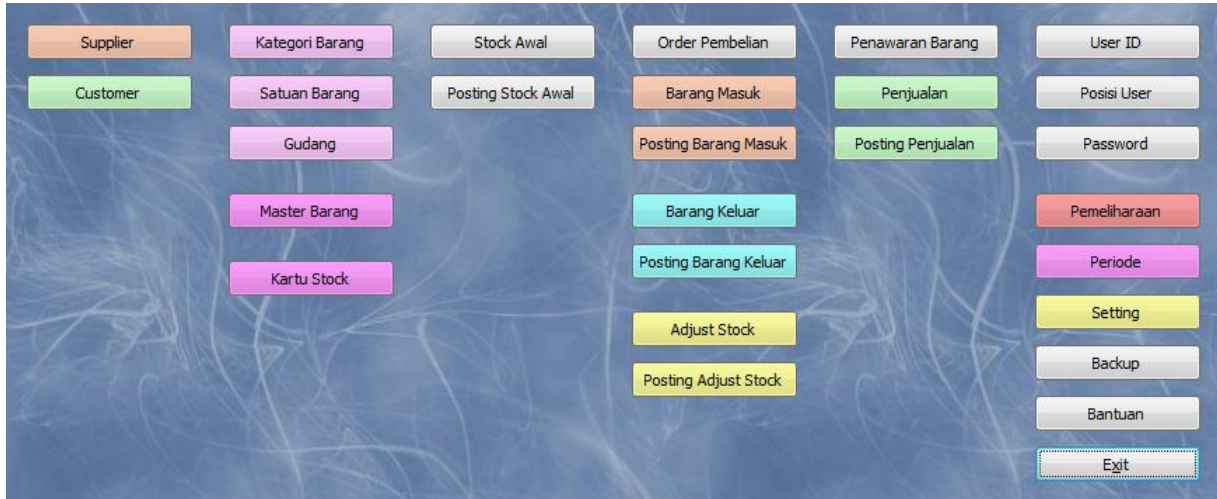 Supplier
Kategori Barang
Stock Awal
Order Pembelian
Penawaran Barang
User ID
Customer
Satuan Barang
Posting Stock Awal
Barang Masuk
Penjualan
Posisi User
Gudang
Posting Barang Masuk
Posting Penjualan
Password
Master Barang
Barang Keluar
Pemeliharaan
Kartu Stock
Posting Barang Keluar
Periode
Adjust Stock
Setting
Posting Adjust Stock
Backup
Bantuan
Exit